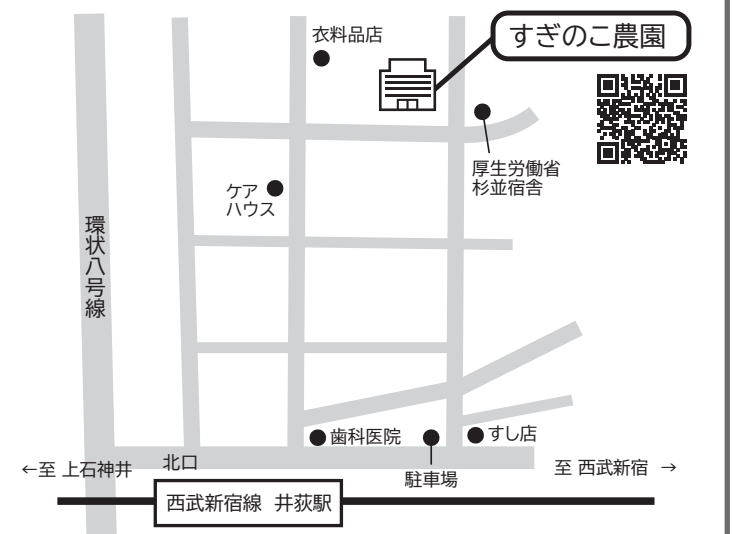 衣料品店
すぎのこ農園
厚生労働省
杉並宿舎
ケア
ハウス
環状八号線
歯科医院
すし店
駐車場
北口
←至 上石神井
至 西武新宿 →
西武新宿線 井荻駅